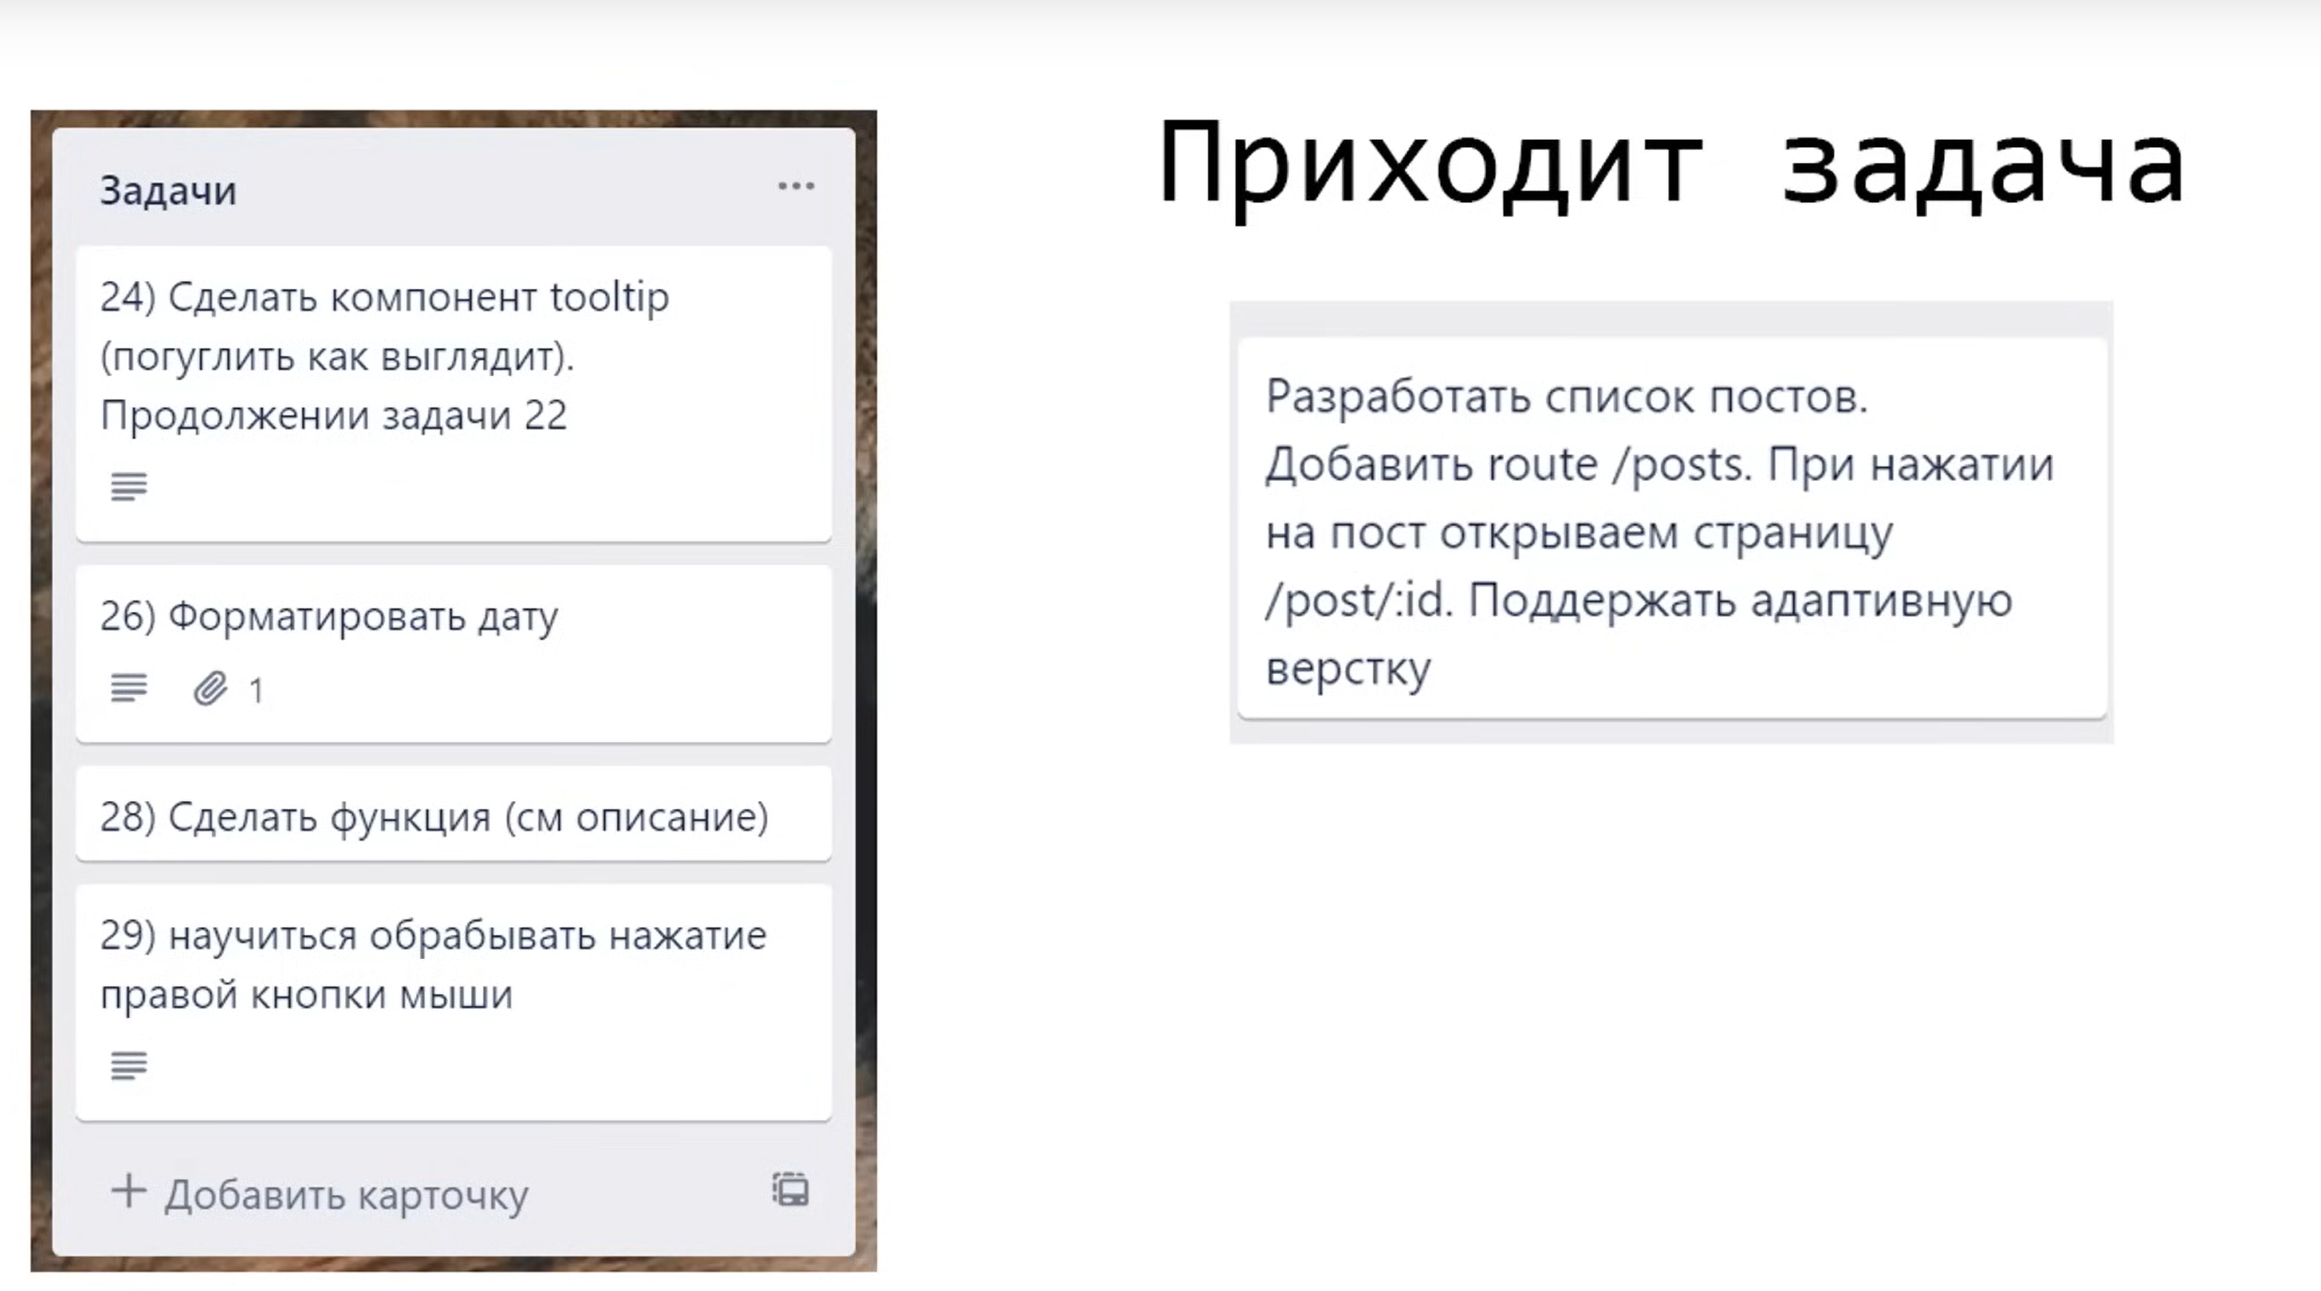 Задачи
24) Сделать компонент tooltip
(погуглить как выглядит).
Продолжении задачи 22
26) Форматировать дату
1
28) Сделать функция (см описание)
29) научиться обрабывать нажатие
правой кнопки мыши
+ Добавить карточку
Приходит задача
Разработать список постов.
Добавить route /posts. При нажатии
на пост открываем страницу
/post/:id. Поддержать адаптивную
верстку